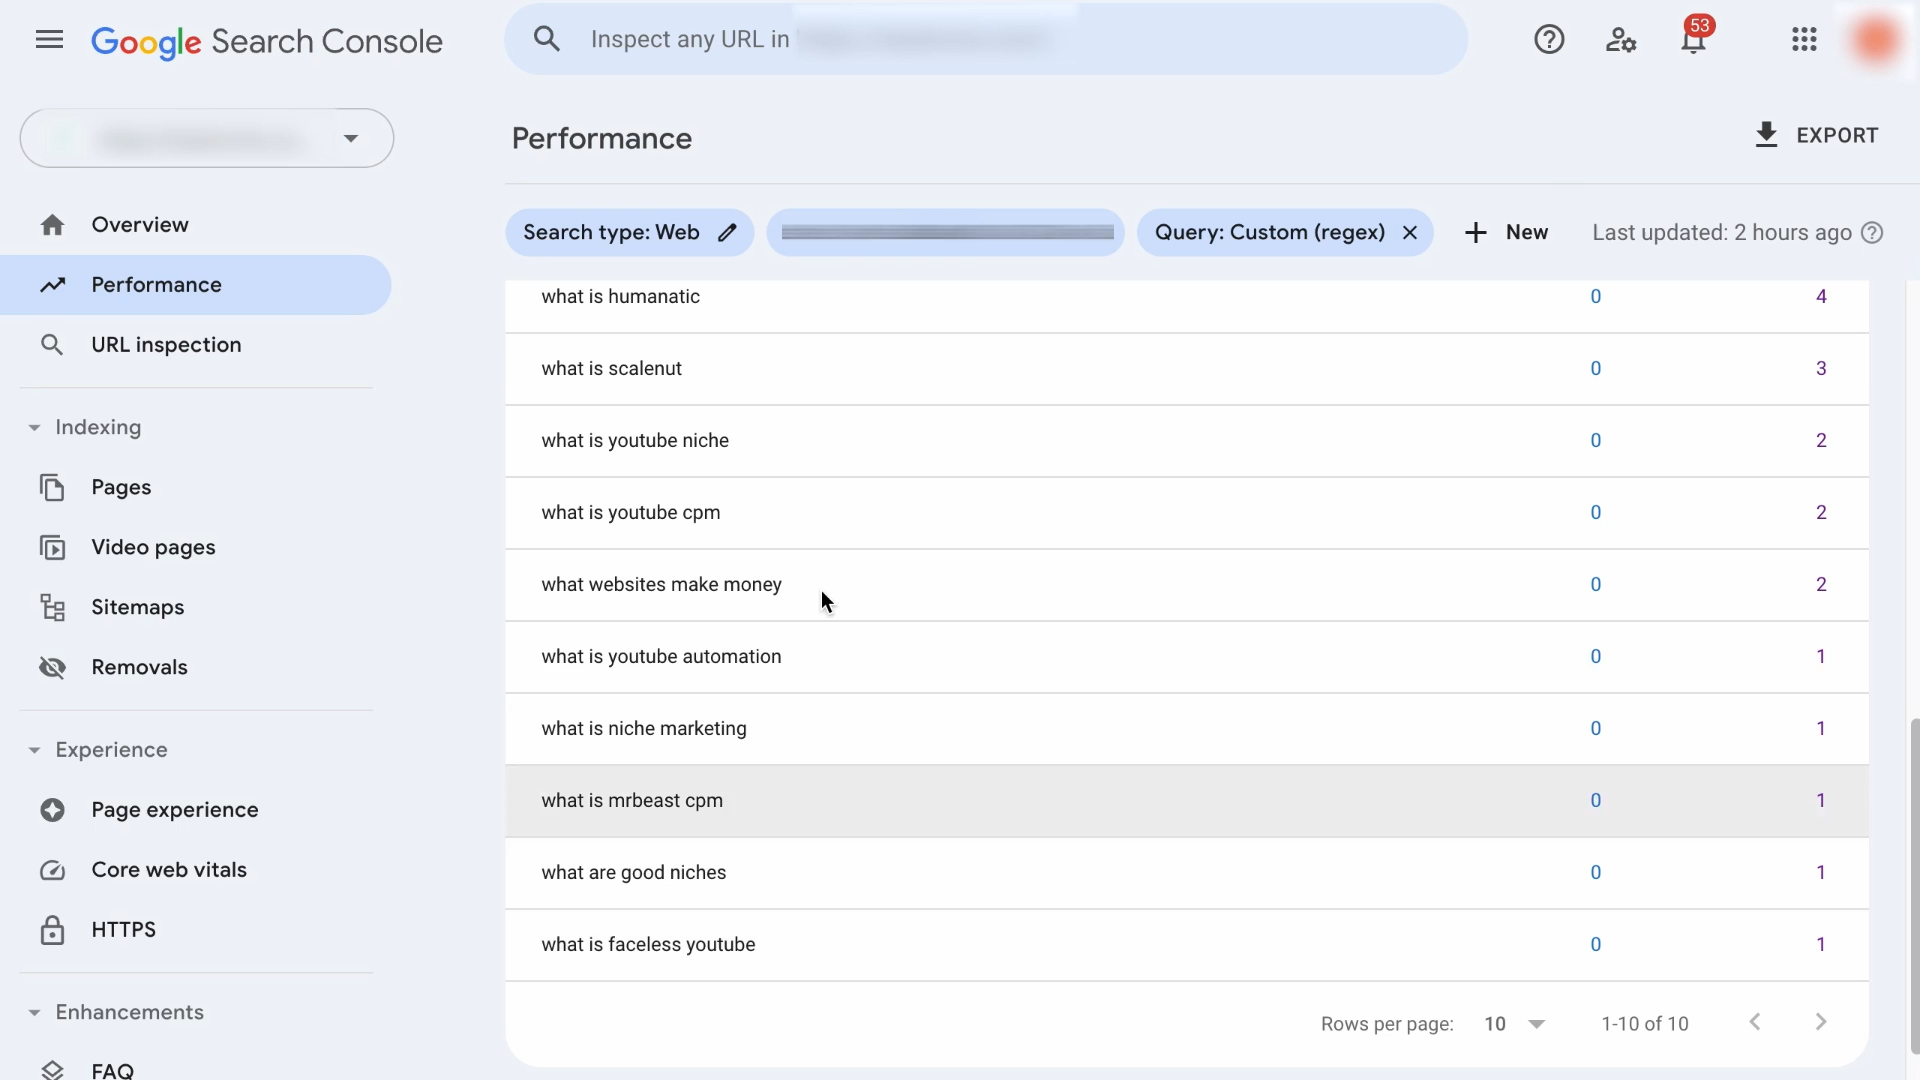 Google Search Console
Inspect any URL in
53
Performance
EXPORT
Search type: Web
Query: Custom (regex)
New
Last updated: 2 hours ago
Overview
Performance
URL inspection
Indexing
Pages
Video pages
Sitemaps
Removals
Experience
Page experience
Core web vitals
HTTPS
Enhancements
FAQ
what is humanatic 0 4
what is scalenut 0 3
what is youtube niche 0 2
what is youtube cpm 0 2
what websites make money 0 2
what is youtube automation 0 1
what is niche marketing 0 1
what is mrbeast cpm 0 1
what are good niches 0 1
what is faceless youtube 0 1
Rows per page: 10 1-10 of 10